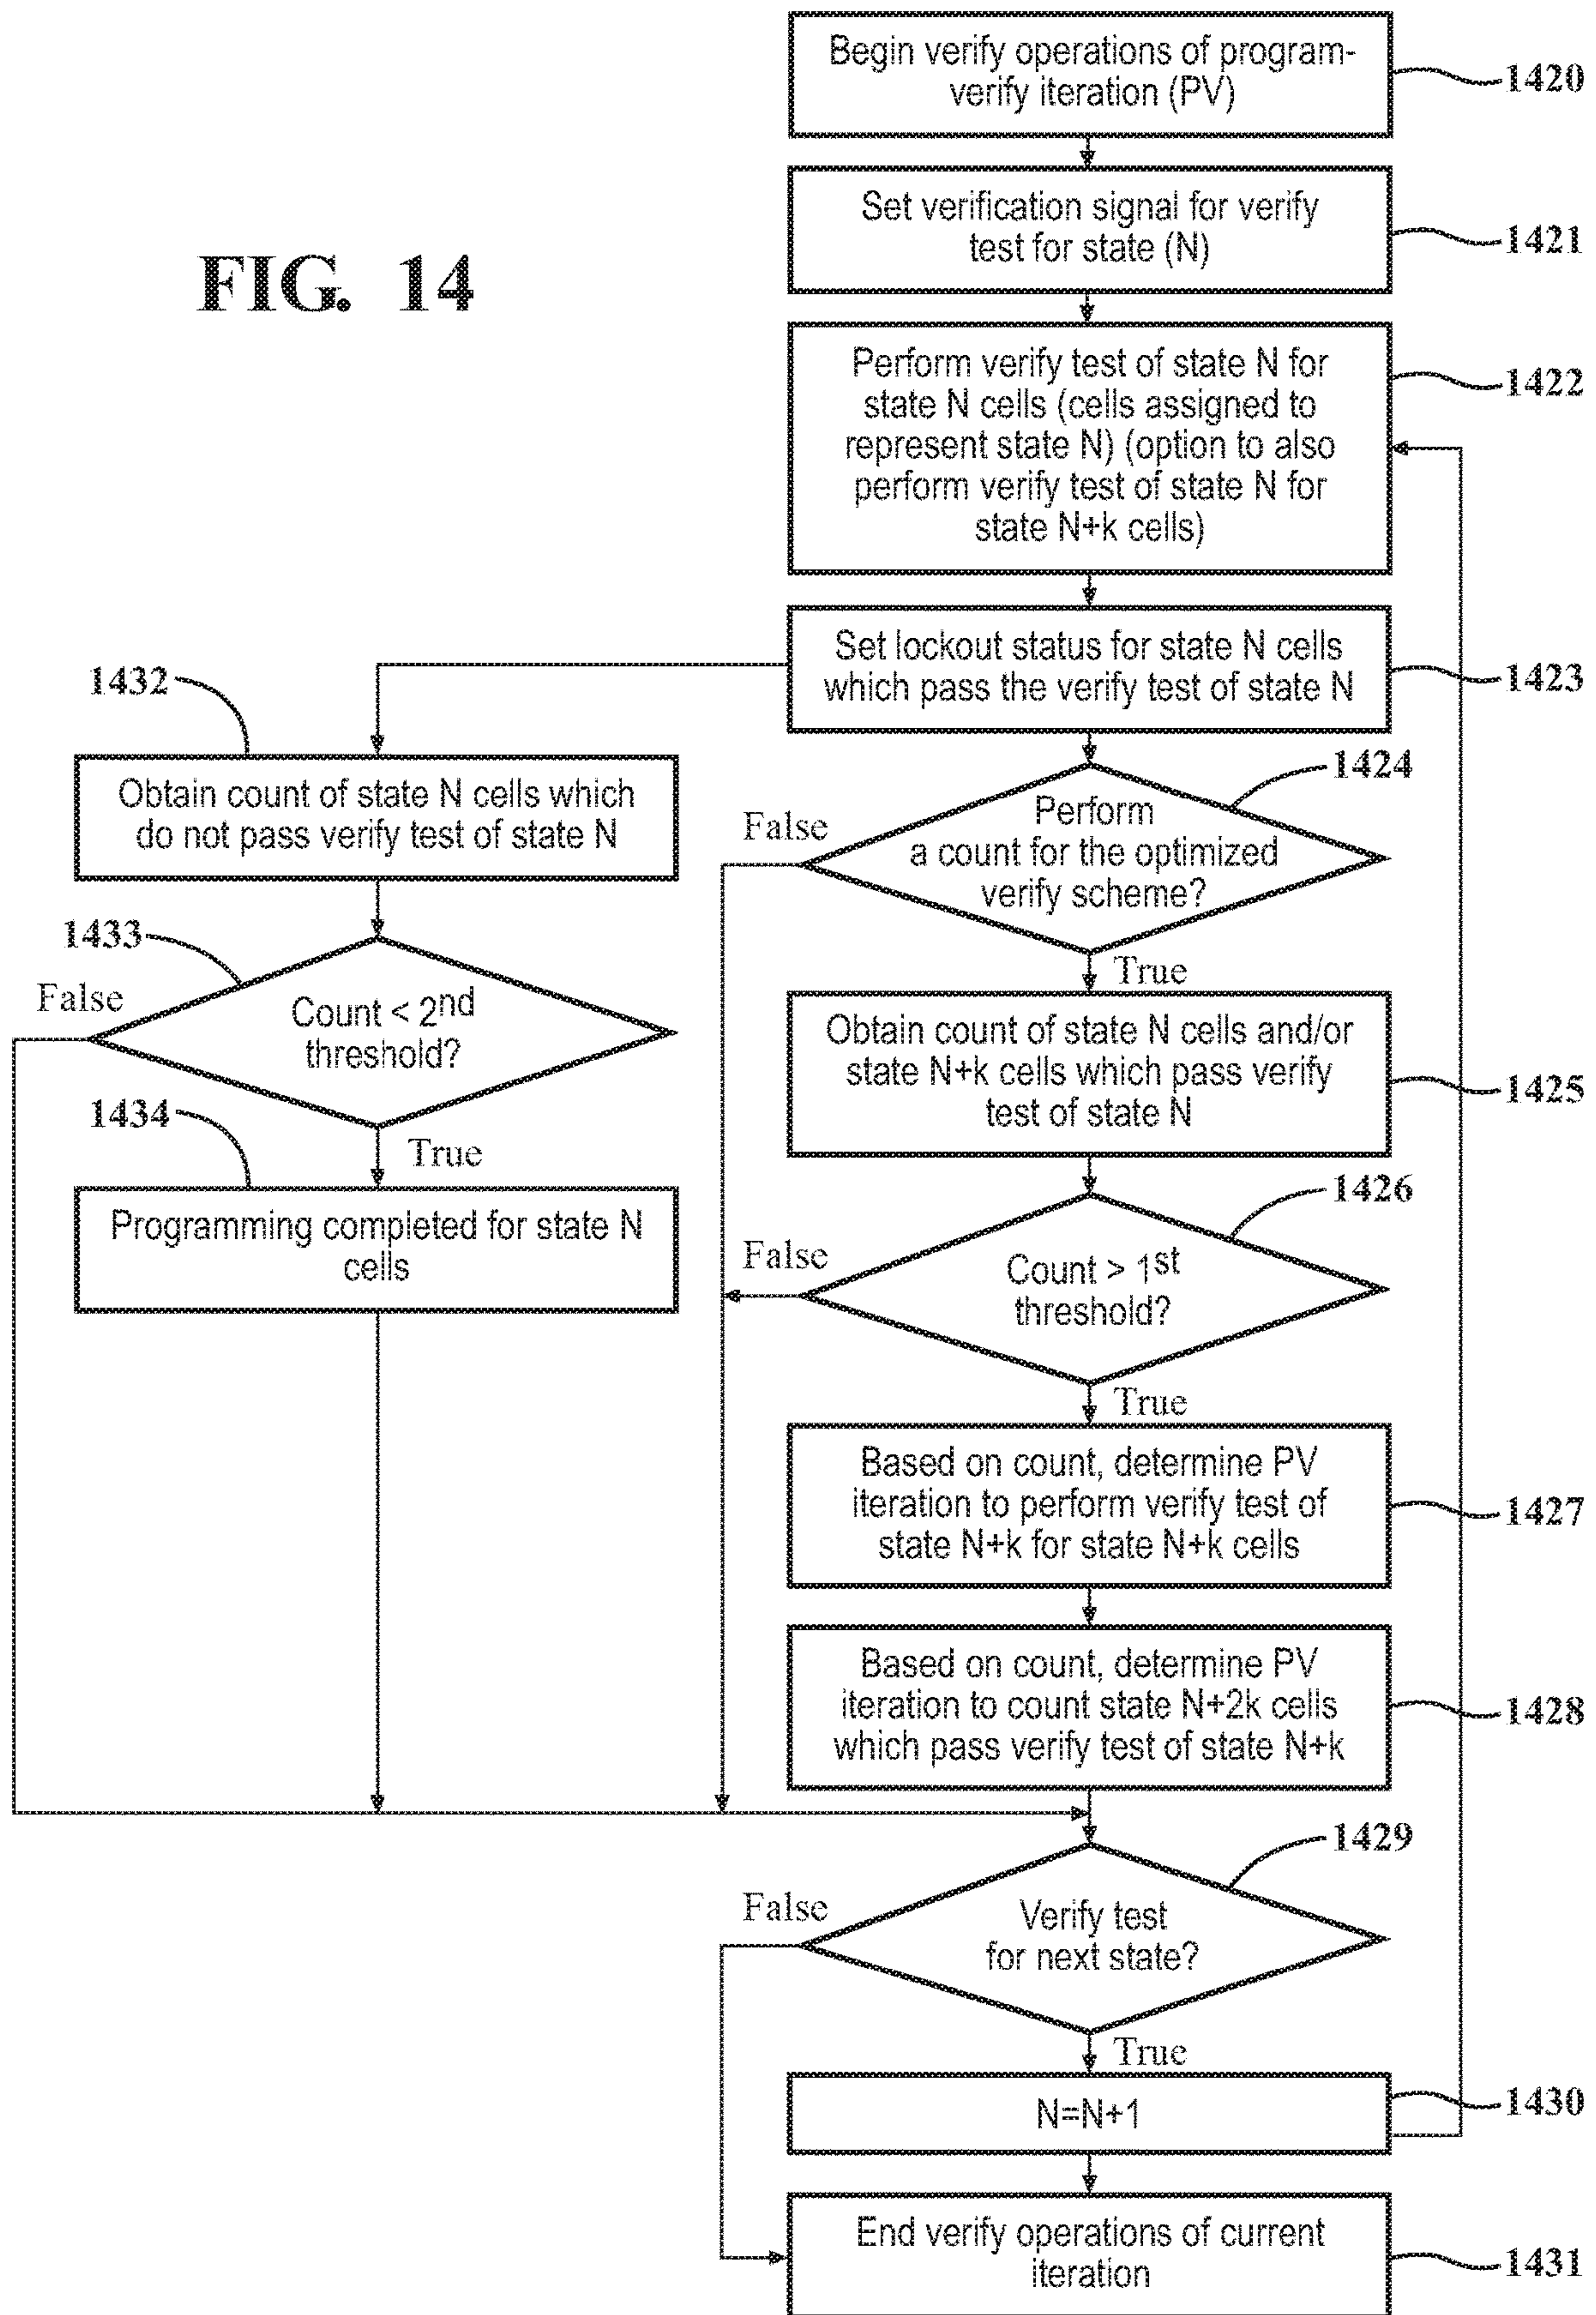 Begin verify operations of program-
verify iteration (PV)
1420
Set verification signal for verify
test for state (N)
1421
FIG. 14
Perform verify test of state N for
state N cells (cells assigned to
represent state N) (option to also
perform verify test of state N for
state N+k cells)
1422
Set lockout status for state N cells
which pass the verify test of state N
1423
1432
Obtain count of state N cells which
do not pass verify test of state N
1424
False
Perform
a count for the optimized
verify scheme?
True
1433
False
Count < 2nd
threshold?
Obtain count of state N cells and/or
state N+k cells which pass verify
test of state N
1425
1434
True
Programming completed for state N
cells
1426
False
Count > 1st
threshold?
True
Based on count, determine PV
iteration to perform verify test of
state N+k for state N+k cells
1427
Based on count, determine PV
iteration to count state N+2k cells
which pass verify test of state N+k
1428
1429
False
Verify test
for next state?
True
N=N+1
1430
End verify operations of current
iteration
1431